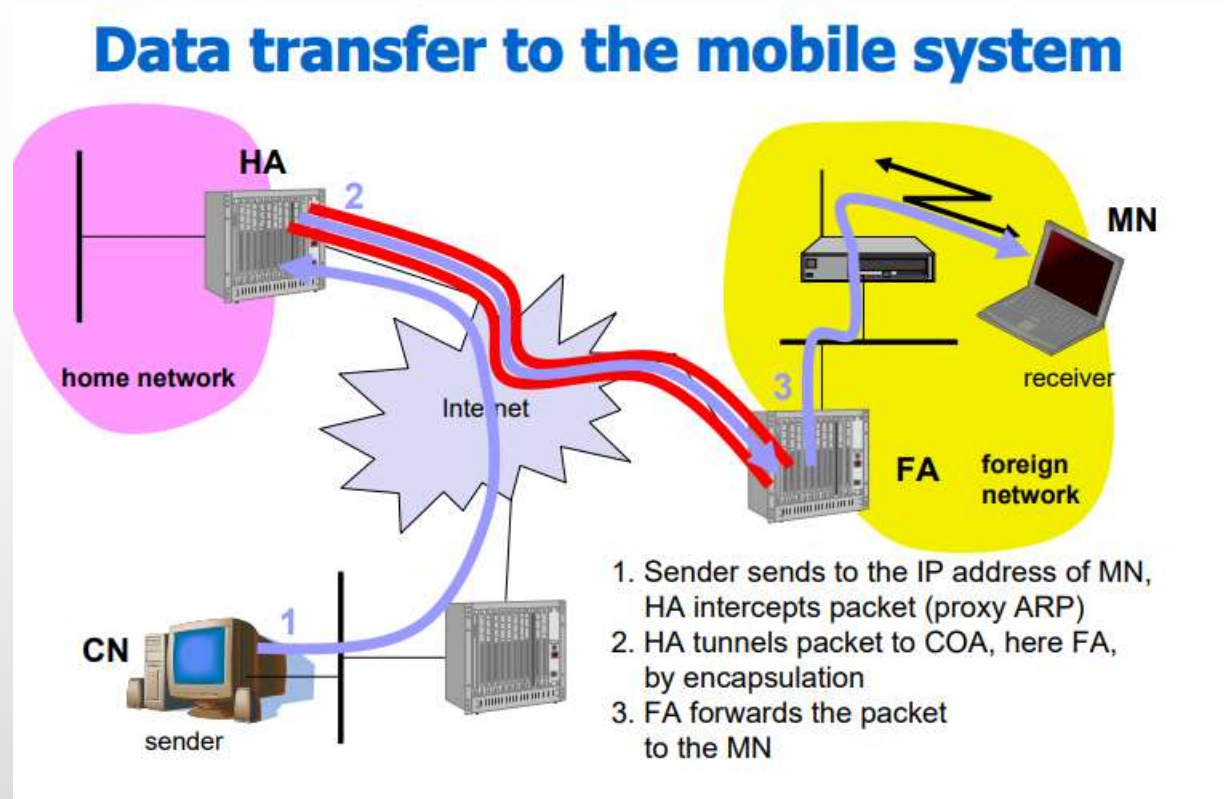 Data transfer to the mobile system
HA
2
MN
home network
Internet
3
receiver
FA
foreign
network
CN
1
sender
1. Sender sends to the IP address of MN,
HA intercepts packet (proxy ARP)
2. HA tunnels packet to COA, here FA,
by encapsulation
3. FA forwards the packet
to the MN